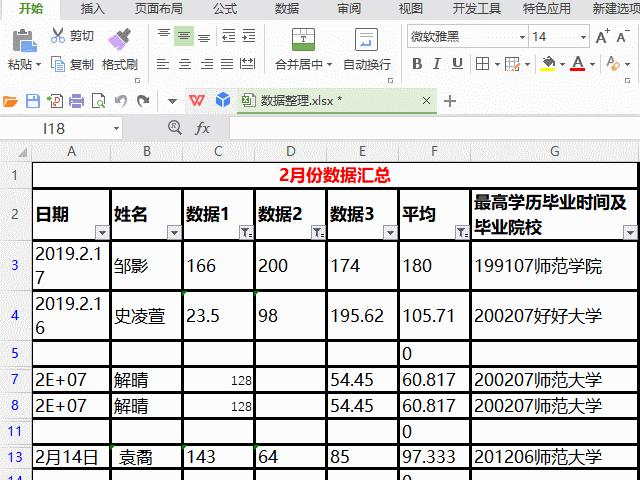 开始 插入 页面布局 公式 数据 审阅 视图 开发工具 特色应用 新建选项
剪切 微软雅黑 14 A+ A-
粘贴 复制 格式刷 合并居中 自动换行 B I U A
数据整理.xlsx * × +
I18 fx
A B C D E F G
1 2月份数据汇总
2 日期 姓名 数据1 数据2 数据3 平均 最高学历毕业时间及
毕业院校
3 2019.2.1
7 邹影 166 200 174 180 199107师范学院
4 2019.2.1
6 史凌萱 23.5 98 195.62 105.71 200207好好大学
5 0
7 2E+07 解晴 128 54.45 60.817 200207师范大学
8 2E+07 解晴 128 54.45 60.817 200207师范大学
11 0
13 2月14日 袁矞 143 64 85 97.333 201206师范大学